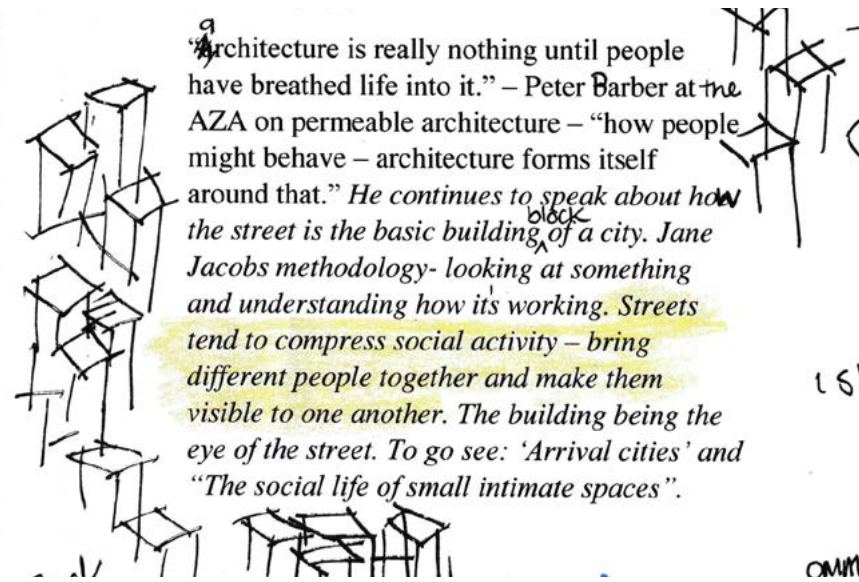 “architecture is really nothing until people
have breathed life into it.” – Peter Barber at the
AZA on permeable architecture – “how people
might behave – architecture forms itself
around that.” He continues to speak about how
the street is the basic building block of a city. Jane
Jacobs methodology- looking at something
and understanding how it's working. Streets
tend to compress social activity – bring
different people together and make them
visible to one another. The building being the
eye of the street. To go see: ‘Arrival cities’ and
“The social life of small intimate spaces”.